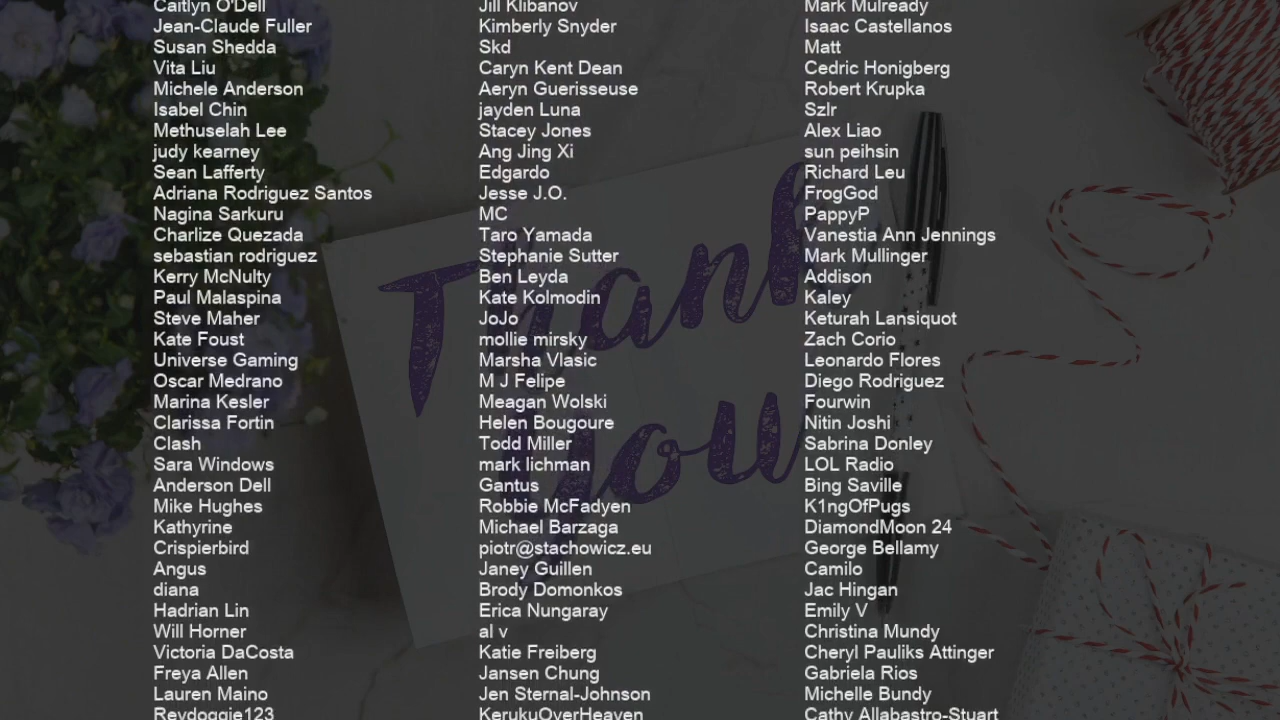 Caitlyn O'Dell
Jean-Claude Fuller
Susan Shedda
Vita Liu
Michele Anderson
Isabel Chin
Methuselah Lee
judy kearney
Sean Lafferty
Adriana Rodriguez Santos
Nagina Sarkuru
Charlize Quezada
sebastian rodriguez
Kerry McNulty
Paul Malaspina
Steve Maher
Kate Foust
Universe Gaming
Oscar Medrano
Marina Kesler
Clarissa Fortin
Clash
Sara Windows
Anderson Dell
Mike Hughes
Kathyrine
Crispierbird
Angus
diana
Hadrian Lin
Will Horner
Victoria DaCosta
Freya Allen
Lauren Maino
Reydoggie123
Jill Klibanov
Kimberly Snyder
Skd
Caryn Kent Dean
Aeryn Guerisseuse
jayden Luna
Stacey Jones
Ang Jing Xi
Edgardo
Jesse J.O.
MC
Taro Yamada
Stephanie Sutter
Ben Leyda
Kate Kolmodin
JoJo
mollie mirsky
Marsha Vlasic
M J Felipe
Meagan Wolski
Helen Bougoure
Todd Miller
mark lichman
Gantus
Robbie McFadyen
Michael Barzaga
piotr@stachowicz.eu
Janey Guillen
Brody Domonkos
Erica Nungaray
al v
Katie Freiberg
Jansen Chung
Jen Sternal-Johnson
KerukuOverHeaven
Mark Mulready
Isaac Castellanos
Matt
Cedric Honigberg
Robert Krupka
Szlr
Alex Liao
sun peihsin
Richard Leu
FrogGod
PappyP
Vanestia Ann Jennings
Mark Mullinger
Addison
Kaley
Keturah Lansiquot
Zach Corio
Leonardo Flores
Diego Rodriguez
Fourwin
Nitin Joshi
Sabrina Donley
LOL Radio
Bing Saville
K1ngOfPugs
DiamondMoon 24
George Bellamy
Camilo
Jac Hingan
Emily V
Christina Mundy
Cheryl Pauliks Attinger
Gabriela Rios
Michelle Bundy
Cathy Allabastro-Stuart
Thank
you